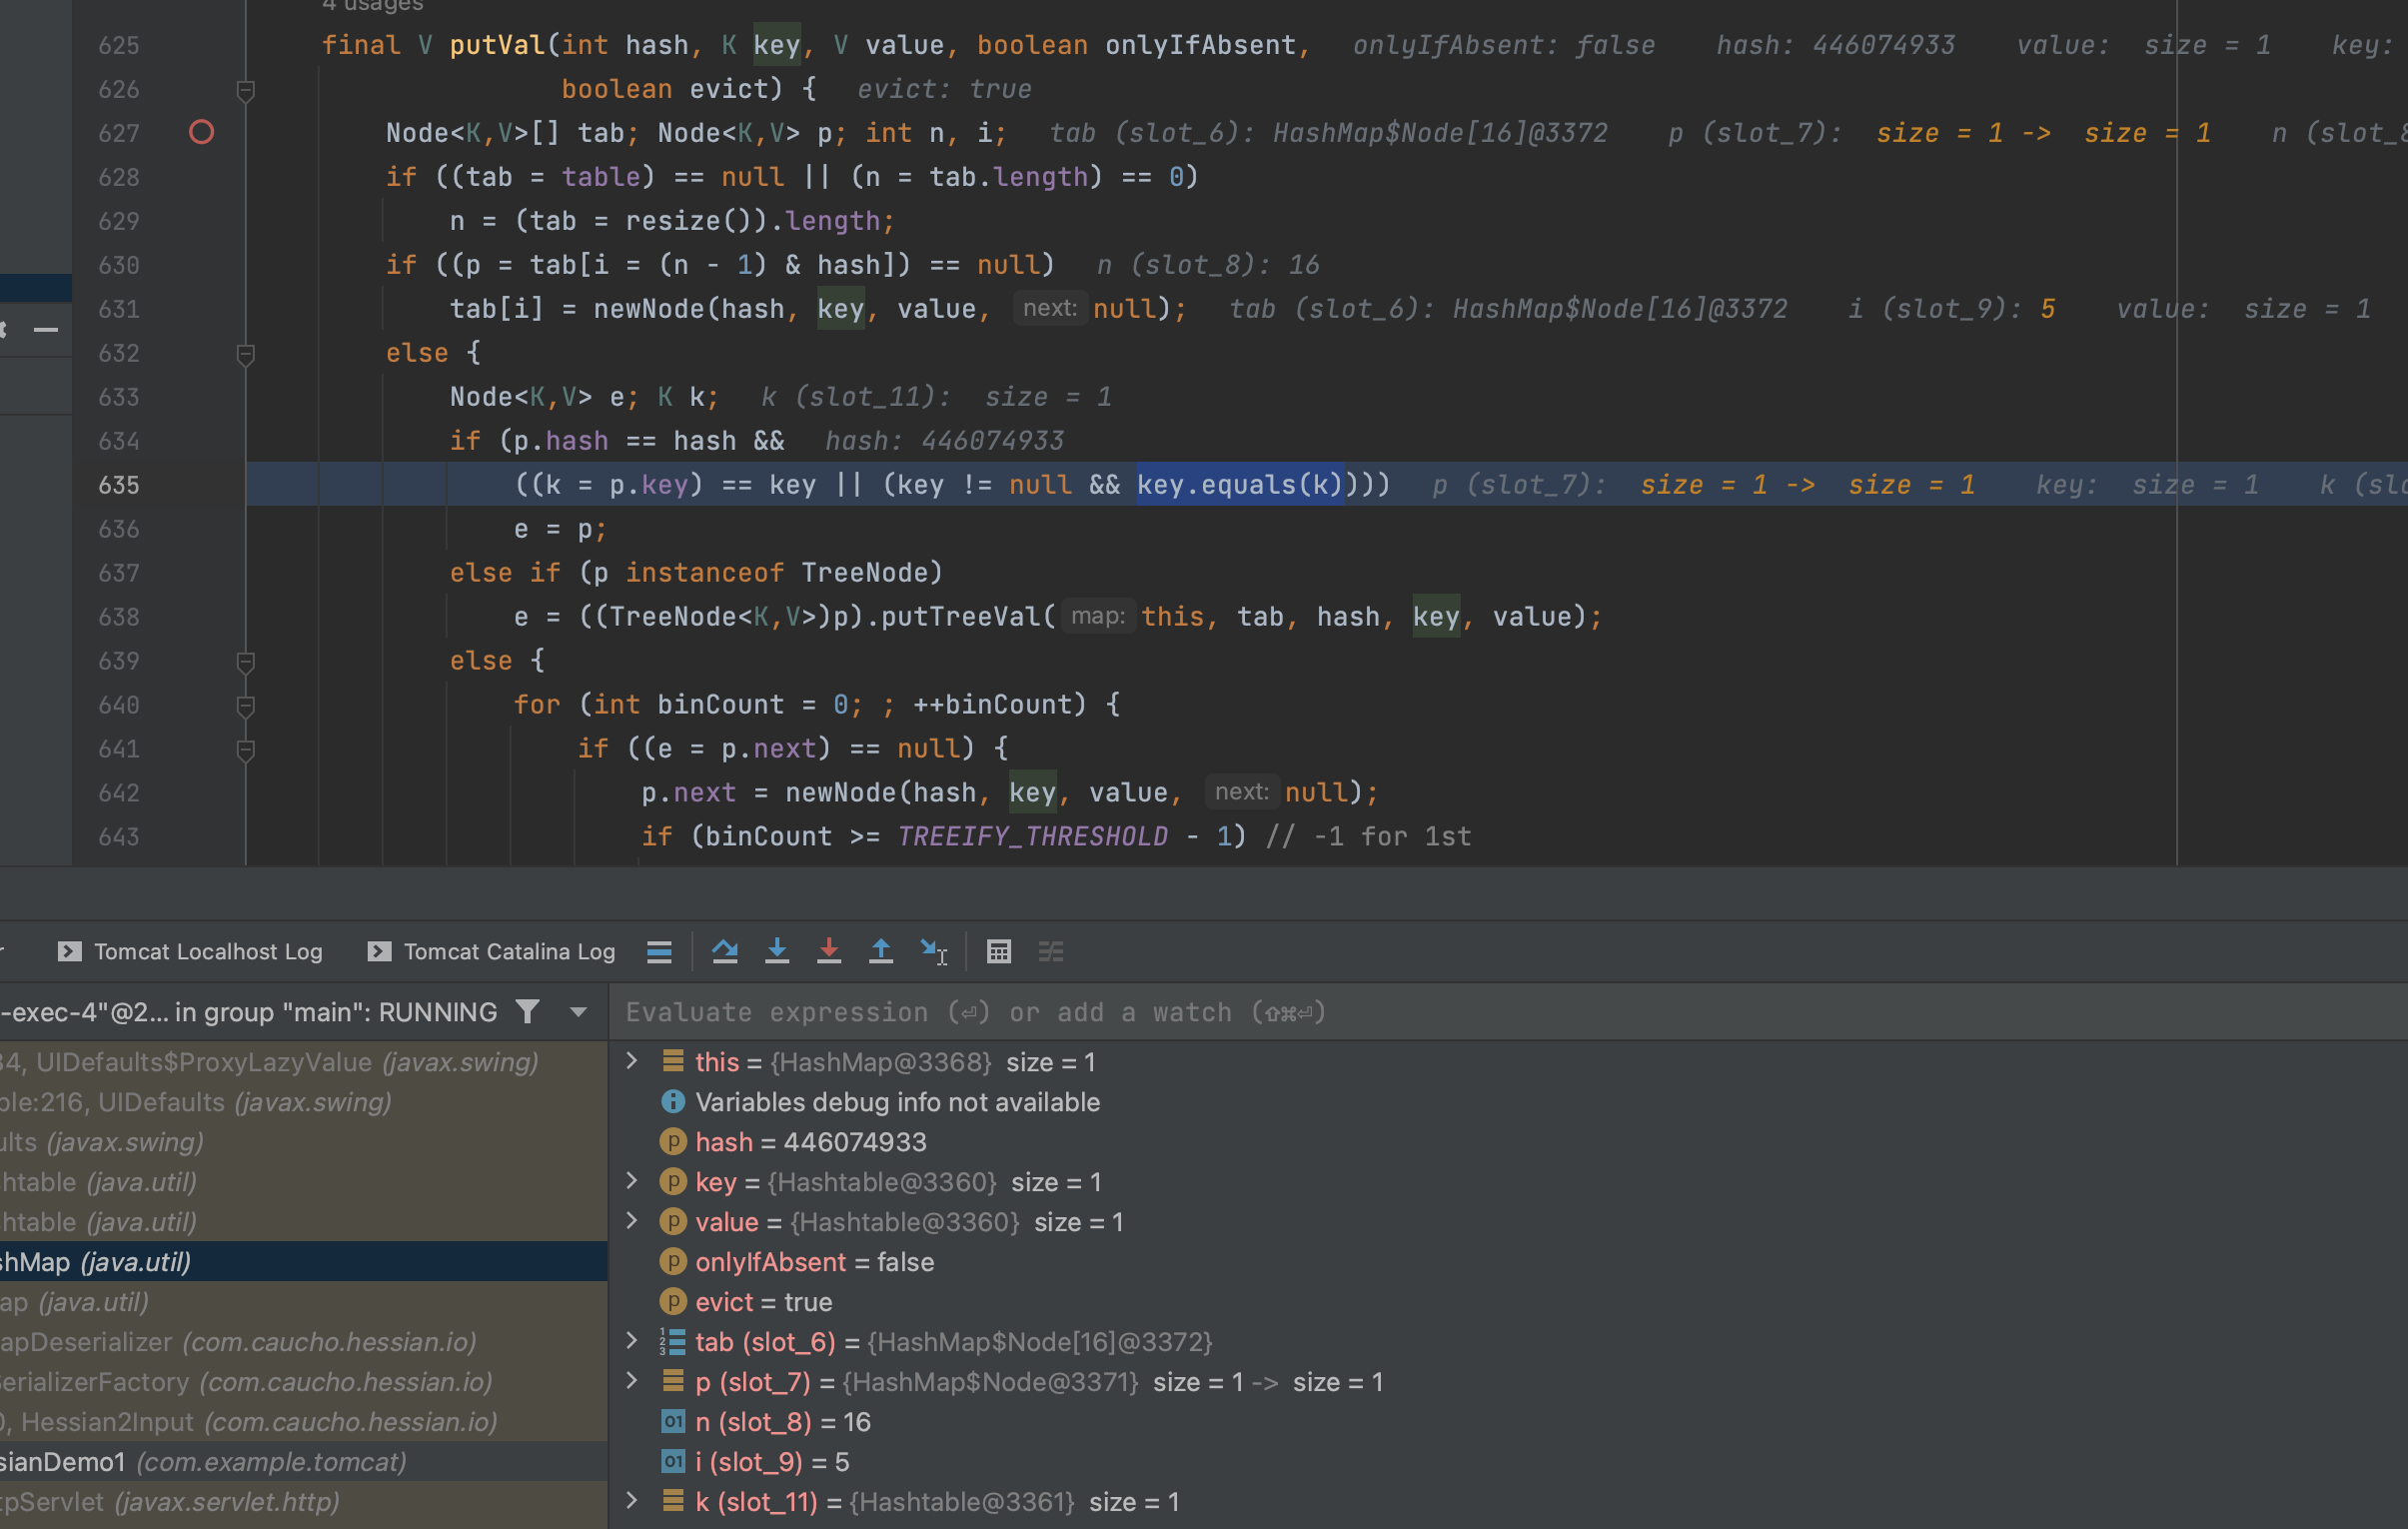 4 usages
625 final V putVal(int hash, K key, V value, boolean onlyIfAbsent, onlyIfAbsent: false hash: 446074933 value: size = 1 key:
626 boolean evict) { evict: true
627 Node<K,V>[] tab; Node<K,V> p; int n, i; tab (slot_6): HashMap$Node[16]@3372 p (slot_7): size = 1 -> size = 1 n (slot_8
628 if ((tab = table) == null || (n = tab.length) == 0)
629 n = (tab = resize()).length;
630 if ((p = tab[i = (n - 1) & hash]) == null) n (slot_8): 16
631 tab[i] = newNode(hash, key, value, next: null); tab (slot_6): HashMap$Node[16]@3372 i (slot_9): 5 value: size = 1
632 else {
633 Node<K,V> e; K k; k (slot_11): size = 1
634 if (p.hash == hash && hash: 446074933
635 ((k = p.key) == key || (key != null && key.equals(k)))) p (slot_7): size = 1 -> size = 1 key: size = 1 k (slo
636 e = p;
637 else if (p instanceof TreeNode)
638 e = ((TreeNode<K,V>)p).putTreeVal( map: this, tab, hash, key, value);
639 else {
640 for (int binCount = 0; ; ++binCount) {
641 if ((e = p.next) == null) {
642 p.next = newNode(hash, key, value, next: null);
643 if (binCount >= TREEIFY_THRESHOLD - 1) // -1 for 1st
Tomcat Localhost Log Tomcat Catalina Log
-exec-4"@2... in group "main": RUNNING
Evaluate expression (⏎) or add a watch (⇧⌘⏎)
34, UIDefaults$ProxyLazyValue (javax.swing)
ble:216, UIDefaults (javax.swing)
ults (javax.swing)
htable (java.util)
htable (java.util)
shMap (java.util)
ap (java.util)
apDeserializer (com.caucho.hessian.io)
SerializerFactory (com.caucho.hessian.io)
0, Hessian2Input (com.caucho.hessian.io)
sianDemo1 (com.example.tomcat)
tpServlet (javax.servlet.http)
this = {HashMap@3368} size = 1
Variables debug info not available
hash = 446074933
key = {Hashtable@3360} size = 1
value = {Hashtable@3360} size = 1
onlyIfAbsent = false
evict = true
tab (slot_6) = {HashMap$Node[16]@3372}
p (slot_7) = {HashMap$Node@3371} size = 1 -> size = 1
n (slot_8) = 16
i (slot_9) = 5
k (slot_11) = {Hashtable@3361} size = 1